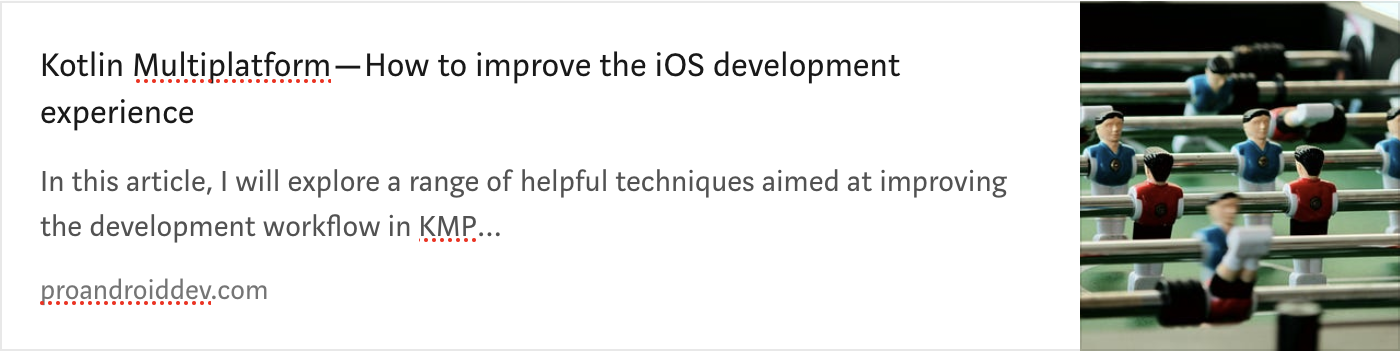 Kotlin Multiplatform — How to improve the iOS development
experience
In this article, I will explore a range of helpful techniques aimed at improving
the development workflow in KMP…
proandroiddev.com